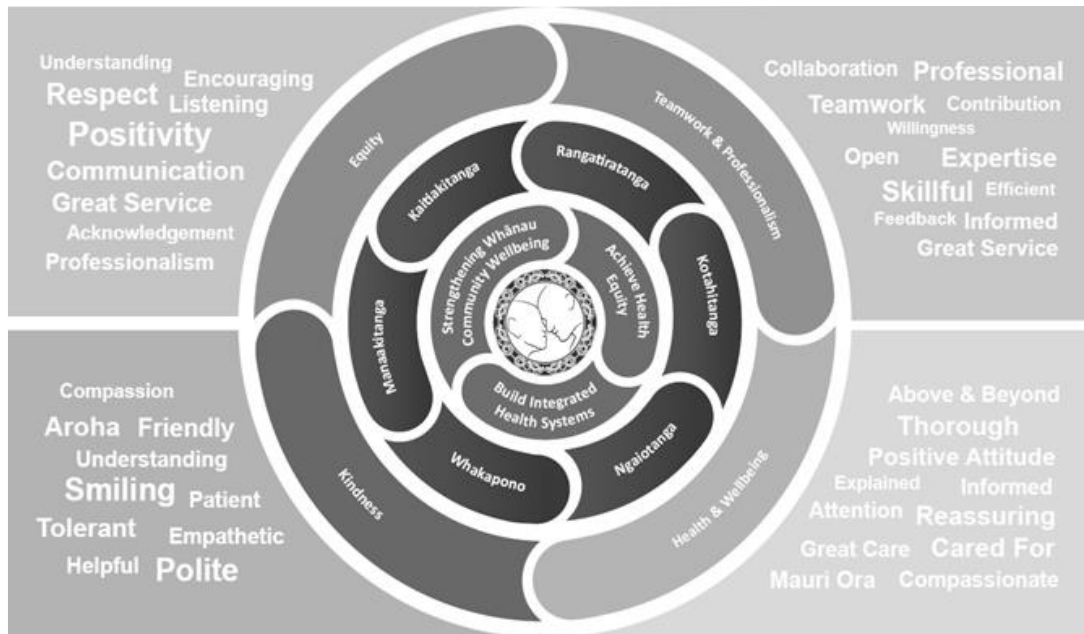 Understanding
Encouraging
Respect
Listening
Positivity
Communication
Great Service
Acknowledgement
Professionalism
Collaboration
Professional
Teamwork
Contribution
Willingness
Open
Expertise
Skillful
Efficient
Feedback
Informed
Great Service
Equity
Teamwork & Professionalism
Kaitiakitanga
Rangatiratanga
Manaakitanga
Kotahitanga
Whakapono
Ngaiotanga
Strengthening Whānau
Community Wellbeing
Achieve Health
Equity
Build Integrated
Health Systems
Kindness
Health & Wellbeing
Compassion
Aroha
Friendly
Understanding
Smiling
Patient
Tolerant
Empathetic
Helpful
Polite
Above & Beyond
Thorough
Positive Attitude
Explained
Informed
Attention
Reassuring
Great Care
Cared For
Mauri Ora
Compassionate